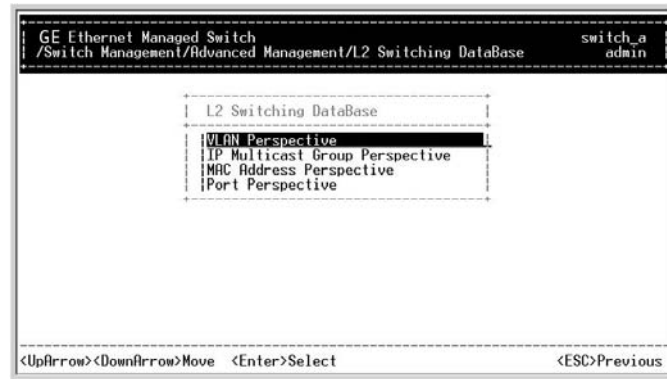 GE Ethernet Managed Switch switch_a
/Switch Management/Advanced Management/L2 Switching DataBase admin
L2 Switching DataBase
VLAN Perspective
IP Multicast Group Perspective
MAC Address Perspective
Port Perspective
<UpArrow><DownArrow>Move <Enter>Select <ESC>Previous